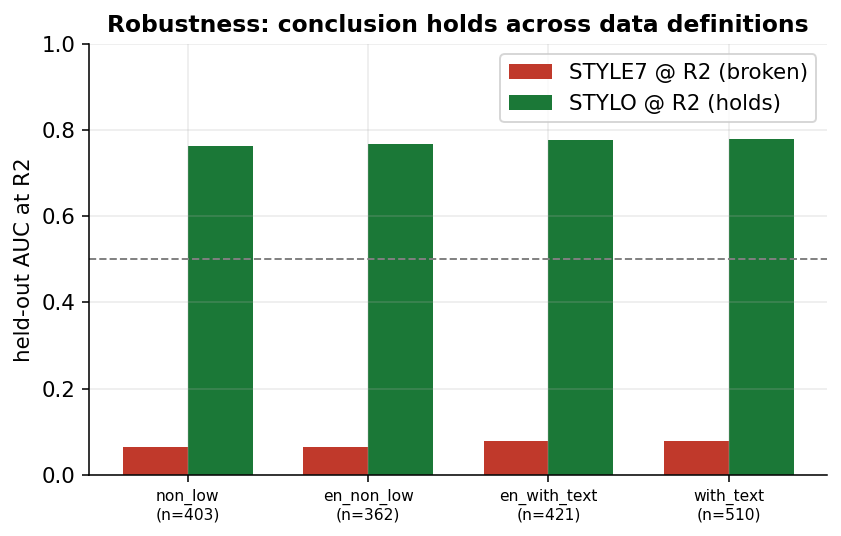 Robustness: conclusion holds across data definitions
STYLE7 @ R2 (broken)
STYLO @ R2 (holds)
held-out AUC at R2
1.0
0.8
0.6
0.4
0.2
0.0
non_low
(n=403)
en_non_low
(n=362)
en_with_text
(n=421)
with_text
(n=510)